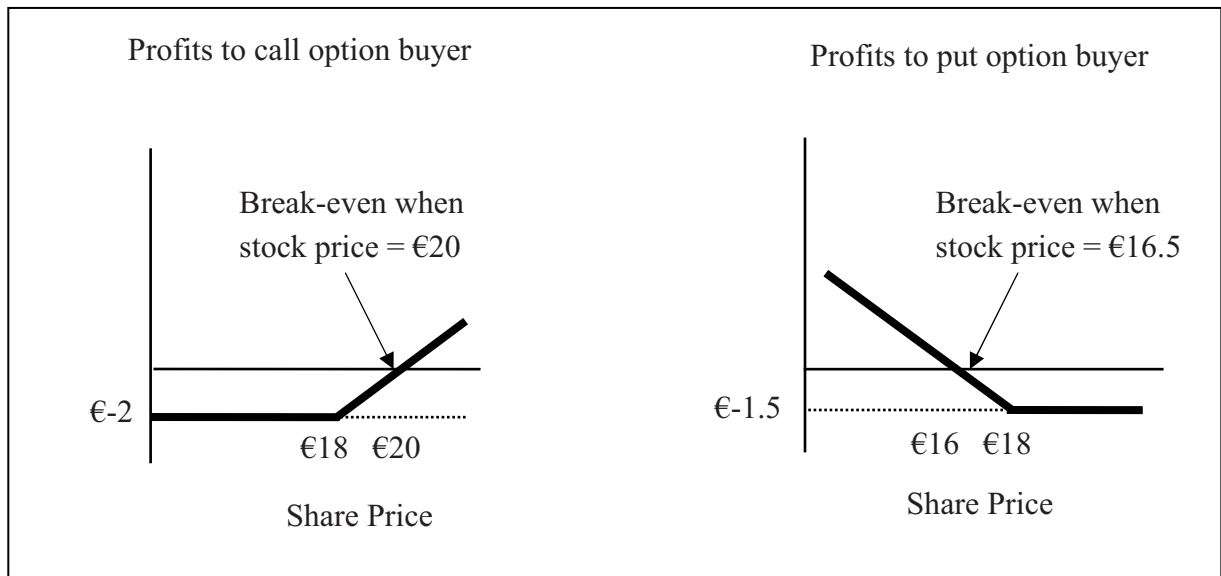 Profits to call option buyer
Break-even when
stock price = €20
€-2
€18 €20
Share Price
Profits to put option buyer
Break-even when
stock price = €16.5
€-1.5
€16 €18
Share Price